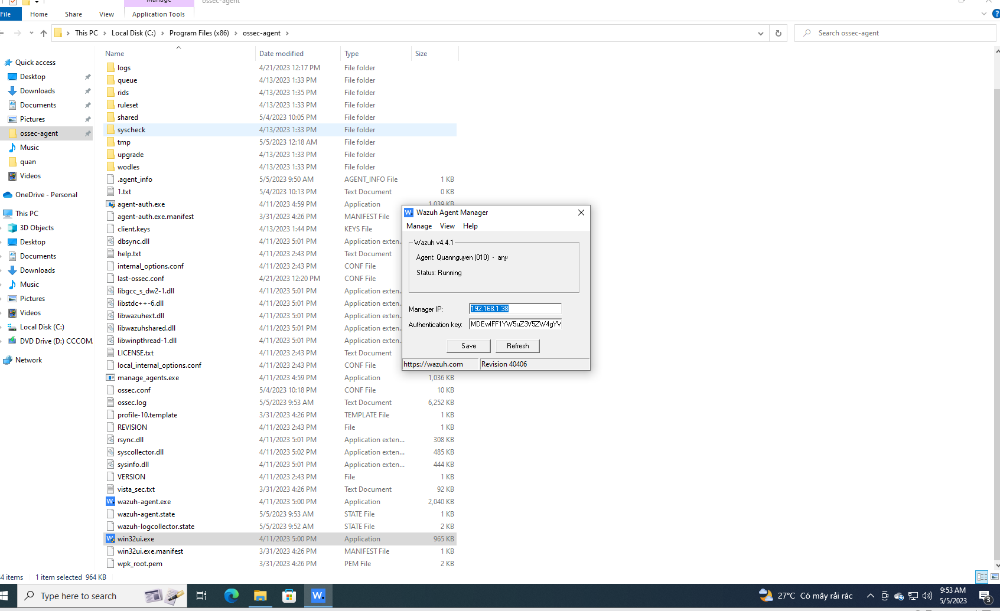 Manage
ossec-agent
File Home Share View Application Tools
This PC Local Disk (C:) Program Files (x86) ossec-agent
Search ossec-agent
Name Date modified Type Size
Quick access
Desktop
Downloads
Documents
Pictures
ossec-agent
Music
quan
Videos
OneDrive - Personal
This PC
3D Objects
Desktop
Documents
Downloads
Music
Pictures
Videos
Local Disk (C:)
DVD Drive (D:) CCCOM
Network
logs 4/21/2023 12:17 PM File folder
queue 4/13/2023 1:33 PM File folder
rids 4/13/2023 1:35 PM File folder
ruleset 4/13/2023 1:33 PM File folder
shared 5/4/2023 10:05 PM File folder
syscheck 4/13/2023 1:33 PM File folder
tmp 5/5/2023 12:18 AM File folder
upgrade 4/13/2023 1:33 PM File folder
wodles 4/13/2023 1:33 PM File folder
.agent_info 5/5/2023 9:50 AM AGENT_INFO File 1 KB
1.txt 5/4/2023 10:13 PM Text Document 0 KB
agent-auth.exe 4/11/2023 4:59 PM Application 1,039 KB
agent-auth.exe.manifest 3/31/2023 4:26 PM MANIFEST File
client.keys 4/13/2023 1:44 PM KEYS File
dbsync.dll 4/11/2023 5:01 PM Application exten...
help.txt 4/11/2023 2:43 PM Text Document
internal_options.conf 4/11/2023 2:43 PM CONF File
last-ossec.conf 4/21/2023 12:20 PM CONF File
libgcc_s_dw2-1.dll 4/11/2023 5:01 PM Application exten...
libstdc++-6.dll 4/11/2023 5:01 PM Application exten...
libwazuhext.dll 4/11/2023 5:01 PM Application exten...
libwazuhshared.dll 4/11/2023 5:01 PM Application exten...
libwinpthread-1.dll 4/11/2023 5:01 PM Application exten...
LICENSE.txt 4/11/2023 2:43 PM Text Document
local_internal_options.conf 4/11/2023 2:43 PM CONF File
manage_agents.exe 4/11/2023 4:59 PM Application 1,036 KB
ossec.conf 5/4/2023 10:18 PM CONF File 10 KB
ossec.log 5/5/2023 9:53 AM Text Document 6,252 KB
profile-10.template 3/31/2023 4:26 PM TEMPLATE File 1 KB
REVISION 4/11/2023 2:43 PM File 1 KB
rsync.dll 4/11/2023 5:01 PM Application exten... 308 KB
syscollector.dll 4/11/2023 5:02 PM Application exten... 485 KB
sysinfo.dll 4/11/2023 5:01 PM Application exten... 444 KB
VERSION 4/11/2023 2:43 PM File 1 KB
vista_sec.txt 3/31/2023 4:26 PM Text Document 92 KB
wazuh-agent.exe 4/11/2023 5:00 PM Application 2,040 KB
wazuh-agent.state 5/5/2023 9:53 AM STATE File 1 KB
wazuh-logcollector.state 5/5/2023 9:52 AM STATE File 2 KB
win32ui.exe 4/11/2023 5:00 PM Application 965 KB
win32ui.exe.manifest 3/31/2023 4:26 PM MANIFEST File 1 KB
wpk_root.pem 3/31/2023 4:26 PM PEM File 2 KB
W. Wazuh Agent Manager
Manage View Help
Wazuh v4.4.1
Agent: Quannguyen (010) - any
Status: Running
Manager IP: 192.168.1.38
Authentication key: MDEwIFF1YW5uZ3V5ZW4gYV
Save Refresh
https://wazuh.com Revision 40406
4 items 1 item selected 964 KB
Type here to search
W.
27°C Có mây rải rác
9:53 AM
5/5/2023
3